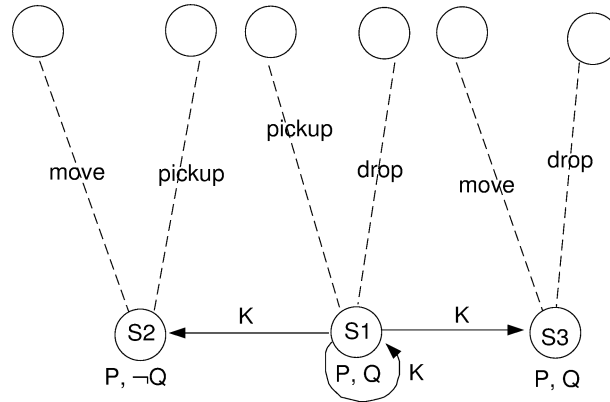 pickup
move
pickup
drop
move
drop
K
K
S2
S1
S3
P, ¬Q
P, Q
K
P, Q